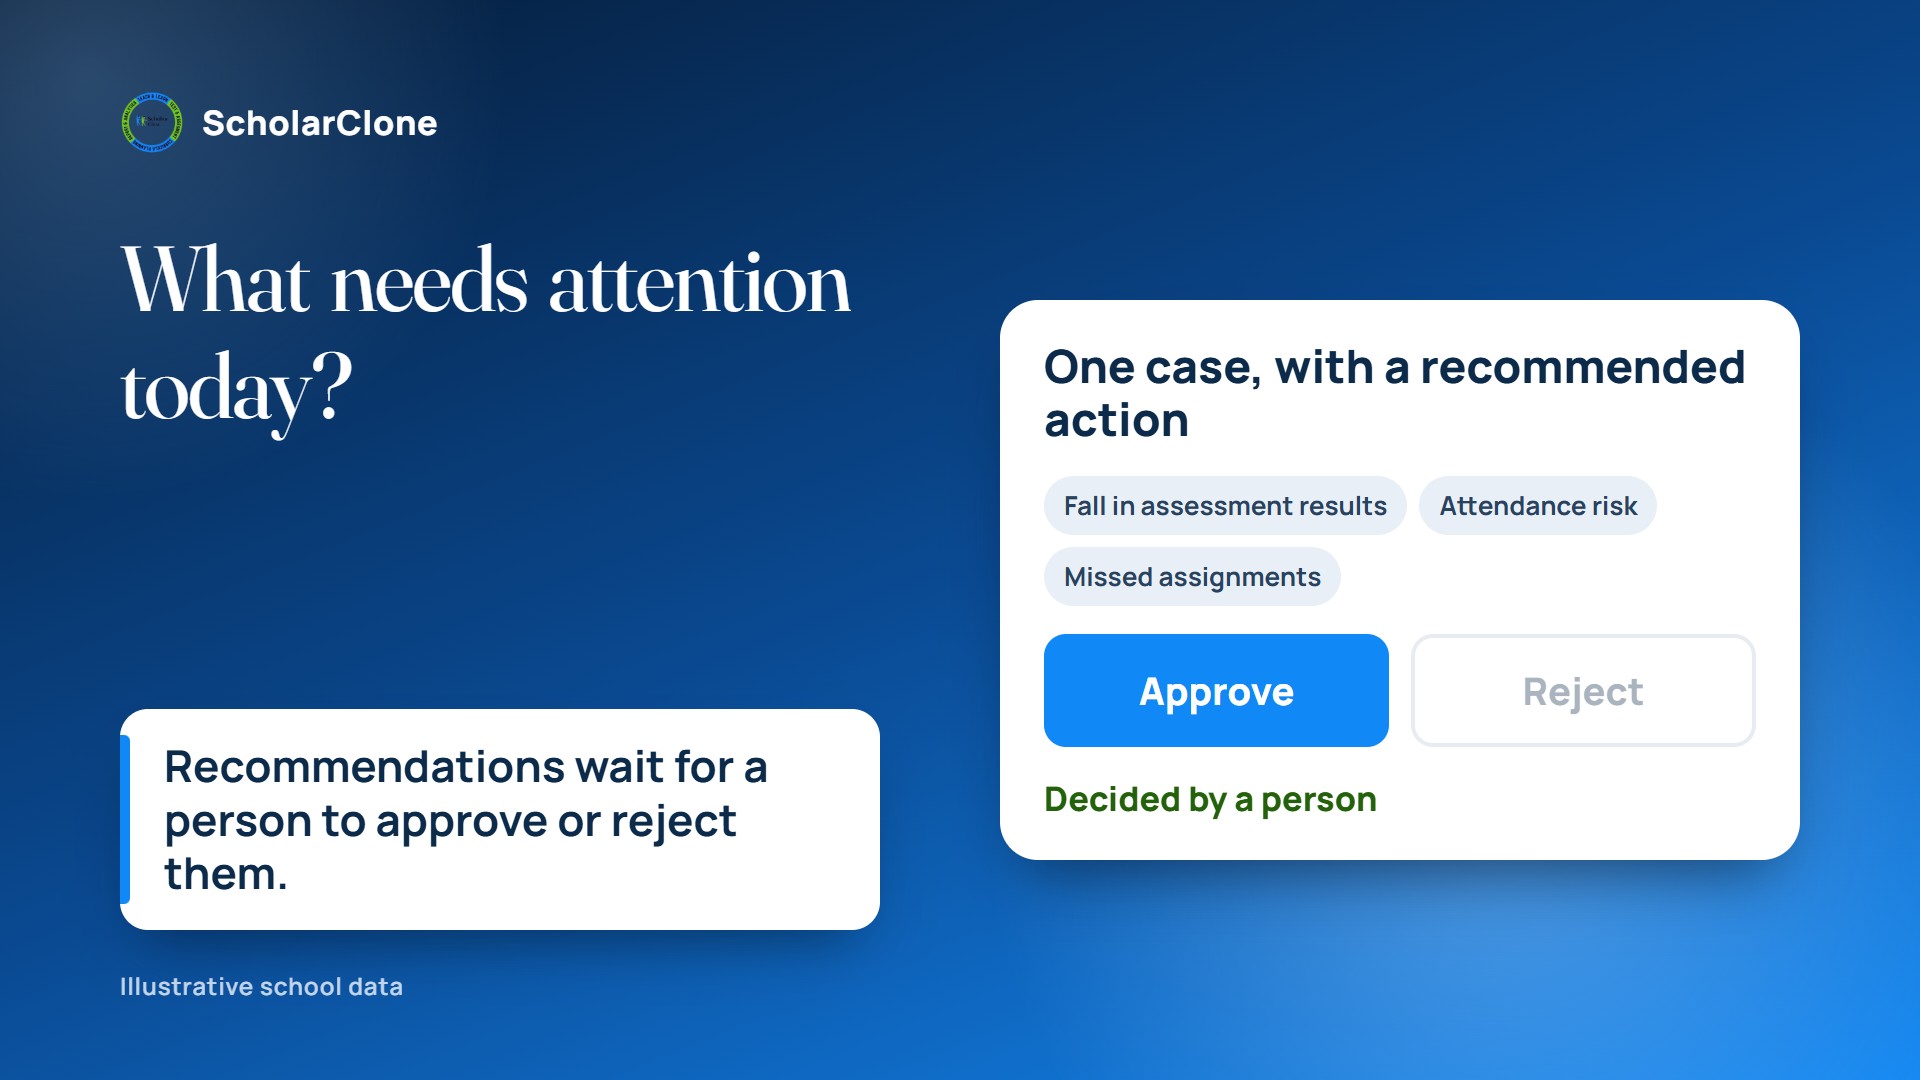 ScholarClone
What needs attention
today?
One case, with a recommended
action
Fall in assessment results
Attendance risk
Missed assignments
Approve
Reject
Decided by a person
Recommendations wait for a
person to approve or reject
them.
Illustrative school data